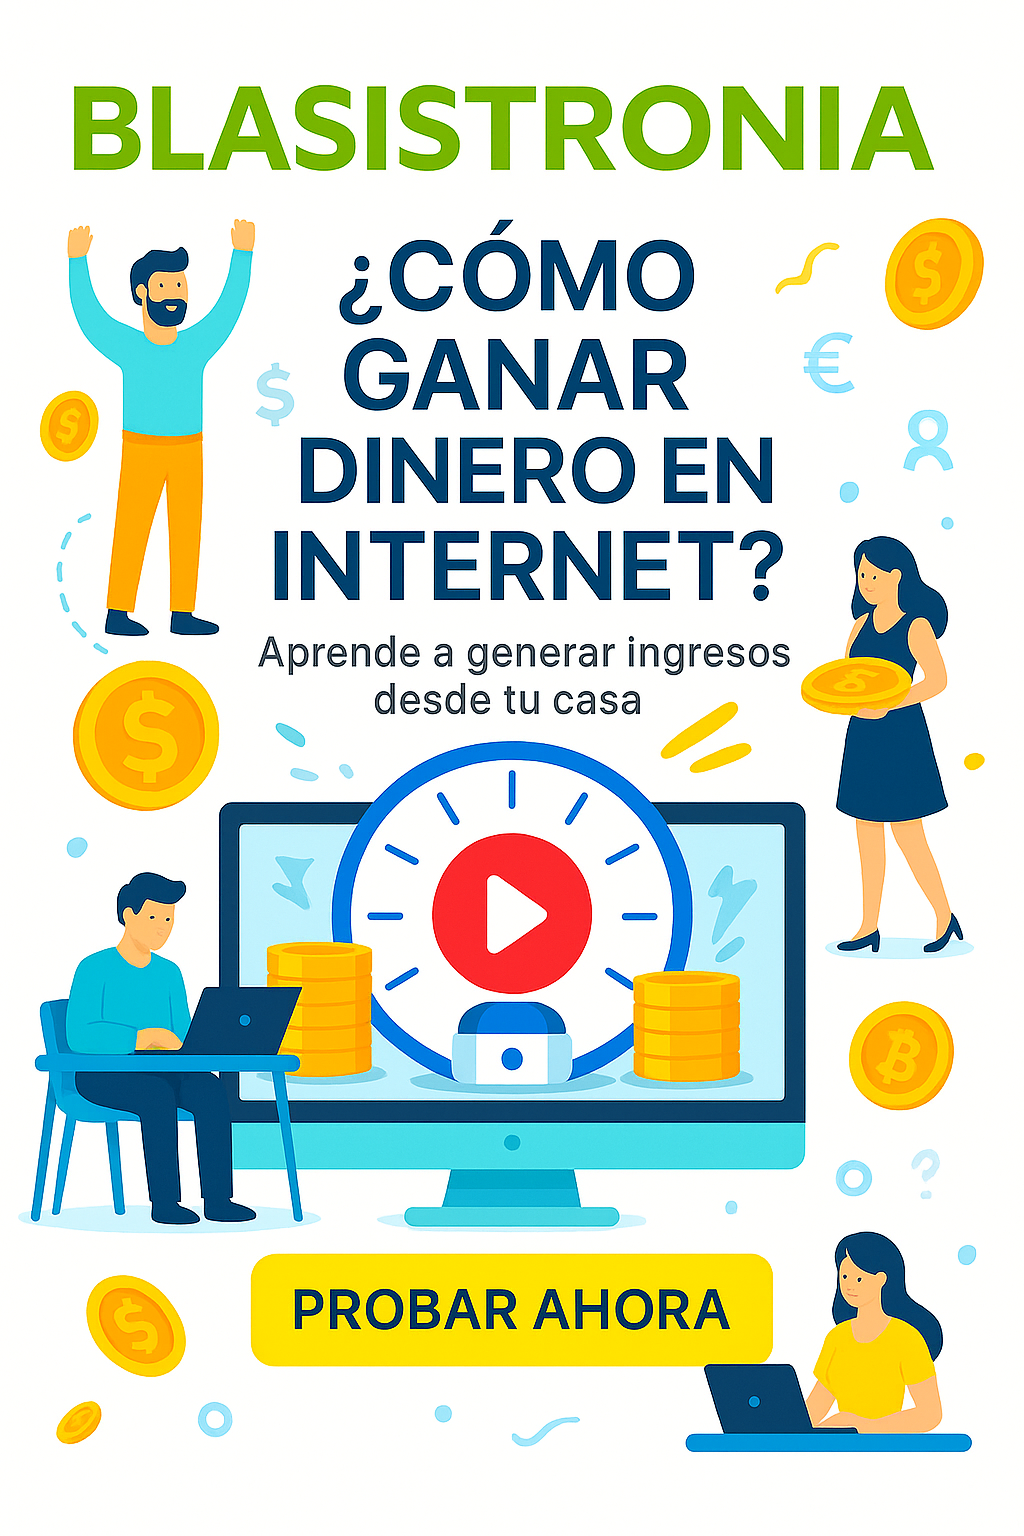 BLASISTRONIA
¿CÓMO
GANAR
DINERO EN
INTERNET?
Aprende a generar ingresos
desde tu casa
PROBAR AHORA